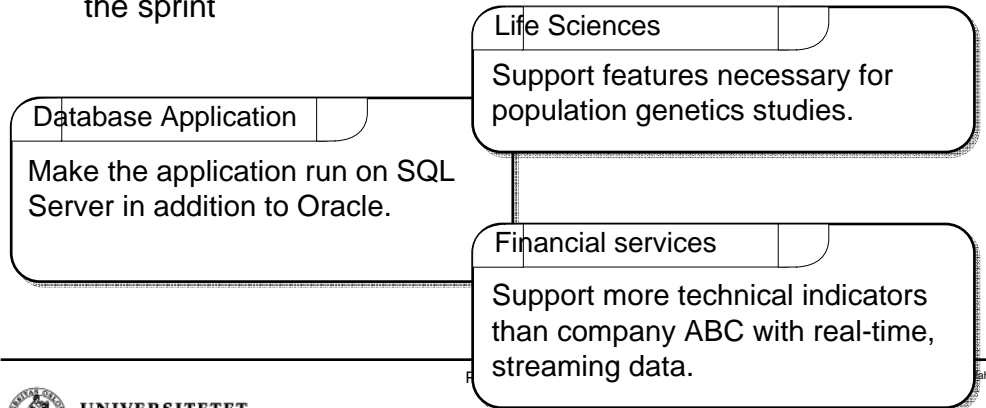 the sprint
Life Sciences
Support features necessary for
population genetics studies.
Database Application
Make the application run on SQL
Server in addition to Oracle.
Financial services
Support more technical indicators
than company ABC with real-time,
streaming data.
UNIVERSITETET